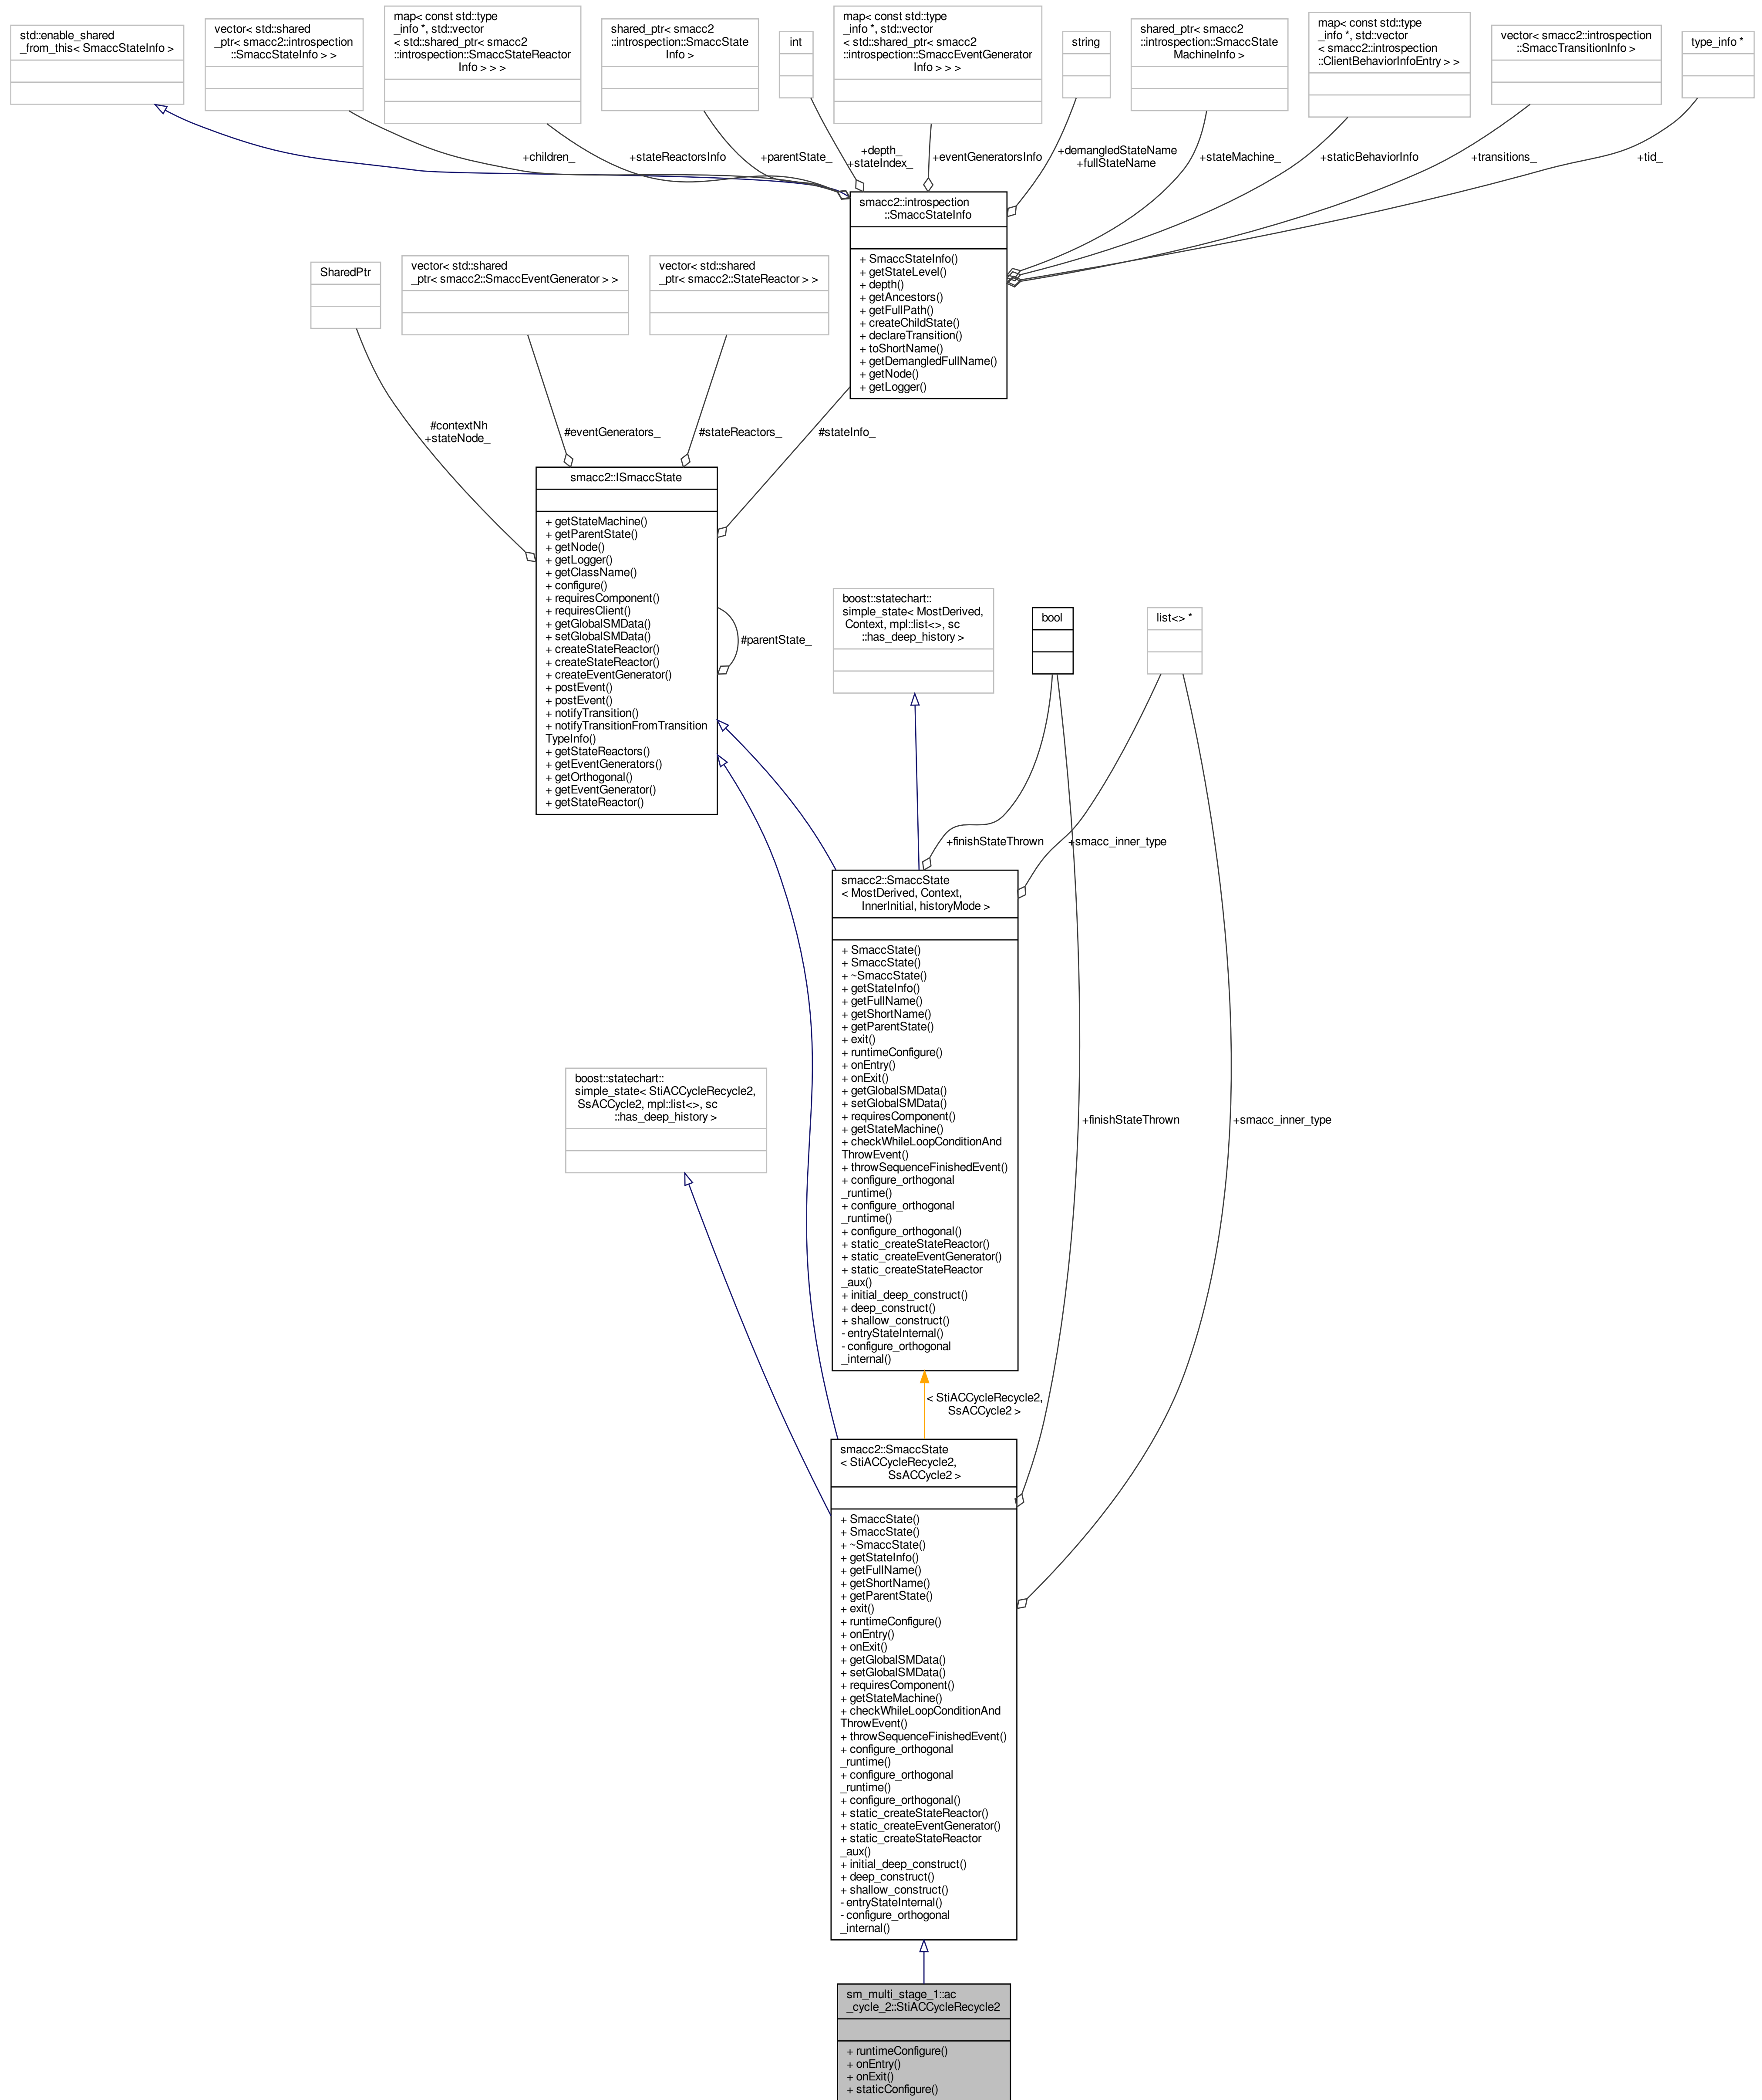 std::enable_shared
_from_this< SmaccStateInfo >
vector< std::shared
_ptr< smacc2::introspection
::SmaccStateInfo > >
map< const std::type
_info *, std::vector
< std::shared_ptr< smacc2
::introspection::SmaccStateReactor
Info > > >
shared_ptr< smacc2
::introspection::SmaccState
Info >
int
map< const std::type
_info *, std::vector
< std::shared_ptr< smacc2
::introspection::SmaccEventGenerator
Info > > >
string
shared_ptr< smacc2
::introspection::SmaccState
MachineInfo >
map< const std::type
_info *, std::vector
< smacc2::introspection
::ClientBehaviorInfoEntry > >
vector< smacc2::introspection
::SmaccTransitionInfo >
type_info *
+children_
+stateReactorsInfo
+parentState_
+depth_
+stateIndex_
+eventGeneratorsInfo
+demangledStateName
+fullStateName
+stateMachine_
+staticBehaviorInfo
+transitions_
+tid_
smacc2::introspection
::SmaccStateInfo
+ SmaccStateInfo()
+ getStateLevel()
+ depth()
+ getAncestors()
+ getFullPath()
+ createChildState()
+ declareTransition()
+ toShortName()
+ getDemangledFullName()
+ getNode()
+ getLogger()
SharedPtr
vector< std::shared
_ptr< smacc2::SmaccEventGenerator > >
vector< std::shared
_ptr< smacc2::StateReactor > >
#contextNh
+stateNode_
#eventGenerators_
#stateReactors_
#stateInfo_
smacc2::ISmaccState
+ getStateMachine()
+ getParentState()
+ getNode()
+ getLogger()
+ getClassName()
+ configure()
+ requiresComponent()
+ requiresClient()
+ getGlobalSMData()
+ setGlobalSMData()
+ createStateReactor()
+ createStateReactor()
+ createEventGenerator()
+ postEvent()
+ postEvent()
+ notifyTransition()
+ notifyTransitionFromTransition
TypeInfo()
+ getStateReactors()
+ getEventGenerators()
+ getOrthogonal()
+ getEventGenerator()
+ getStateReactor()
#parentState_
boost::statechart::
simple_state< MostDerived,
Context, mpl::list<>, sc
::has_deep_history >
bool
list<> *
+finishStateThrown
+smacc_inner_type
smacc2::SmaccState
< MostDerived, Context,
InnerInitial, historyMode >
+ SmaccState()
+ SmaccState()
+ ~SmaccState()
+ getStateInfo()
+ getFullName()
+ getShortName()
+ getParentState()
+ exit()
+ runtimeConfigure()
+ onEntry()
+ onExit()
+ getGlobalSMData()
+ setGlobalSMData()
+ requiresComponent()
+ getStateMachine()
+ checkWhileLoopConditionAnd
ThrowEvent()
+ throwSequenceFinishedEvent()
+ configure_orthogonal
_runtime()
+ configure_orthogonal
_runtime()
+ configure_orthogonal()
+ static_createStateReactor()
+ static_createEventGenerator()
+ static_createStateReactor
_aux()
+ initial_deep_construct()
+ deep_construct()
+ shallow_construct()
- entryStateInternal()
- configure_orthogonal
_internal()
boost::statechart::
simple_state< StiACCycleRecycle2,
SsACCycle2, mpl::list<>, sc
::has_deep_history >
+finishStateThrown
+smacc_inner_type
< StiACCycleRecycle2,
SsACCycle2 >
smacc2::SmaccState
< StiACCycleRecycle2,
SsACCycle2 >
+ SmaccState()
+ SmaccState()
+ ~SmaccState()
+ getStateInfo()
+ getFullName()
+ getShortName()
+ getParentState()
+ exit()
+ runtimeConfigure()
+ onEntry()
+ onExit()
+ getGlobalSMData()
+ setGlobalSMData()
+ requiresComponent()
+ getStateMachine()
+ checkWhileLoopConditionAnd
ThrowEvent()
+ throwSequenceFinishedEvent()
+ configure_orthogonal
_runtime()
+ configure_orthogonal
_runtime()
+ configure_orthogonal()
+ static_createStateReactor()
+ static_createEventGenerator()
+ static_createStateReactor
_aux()
+ initial_deep_construct()
+ deep_construct()
+ shallow_construct()
- entryStateInternal()
- configure_orthogonal
_internal()
sm_multi_stage_1::ac
_cycle_2::StiACCycleRecycle2
+ runtimeConfigure()
+ onEntry()
+ onExit()
+ staticConfigure()